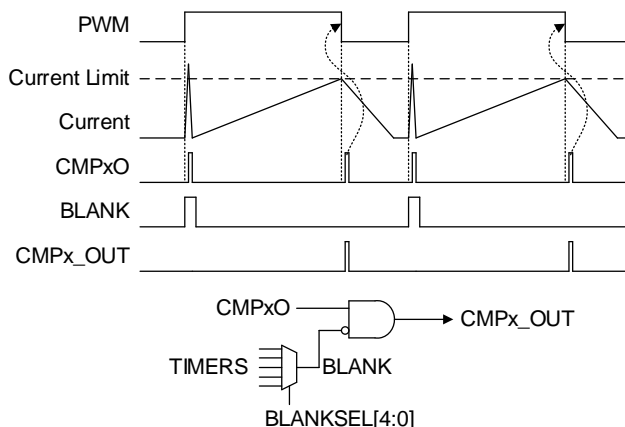 PWM
Current Limit
Current
CMPxO
BLANK
CMPx_OUT
CMPxO
CMPx_OUT
TIMERS
BLANK
BLANKSEL[4:0]